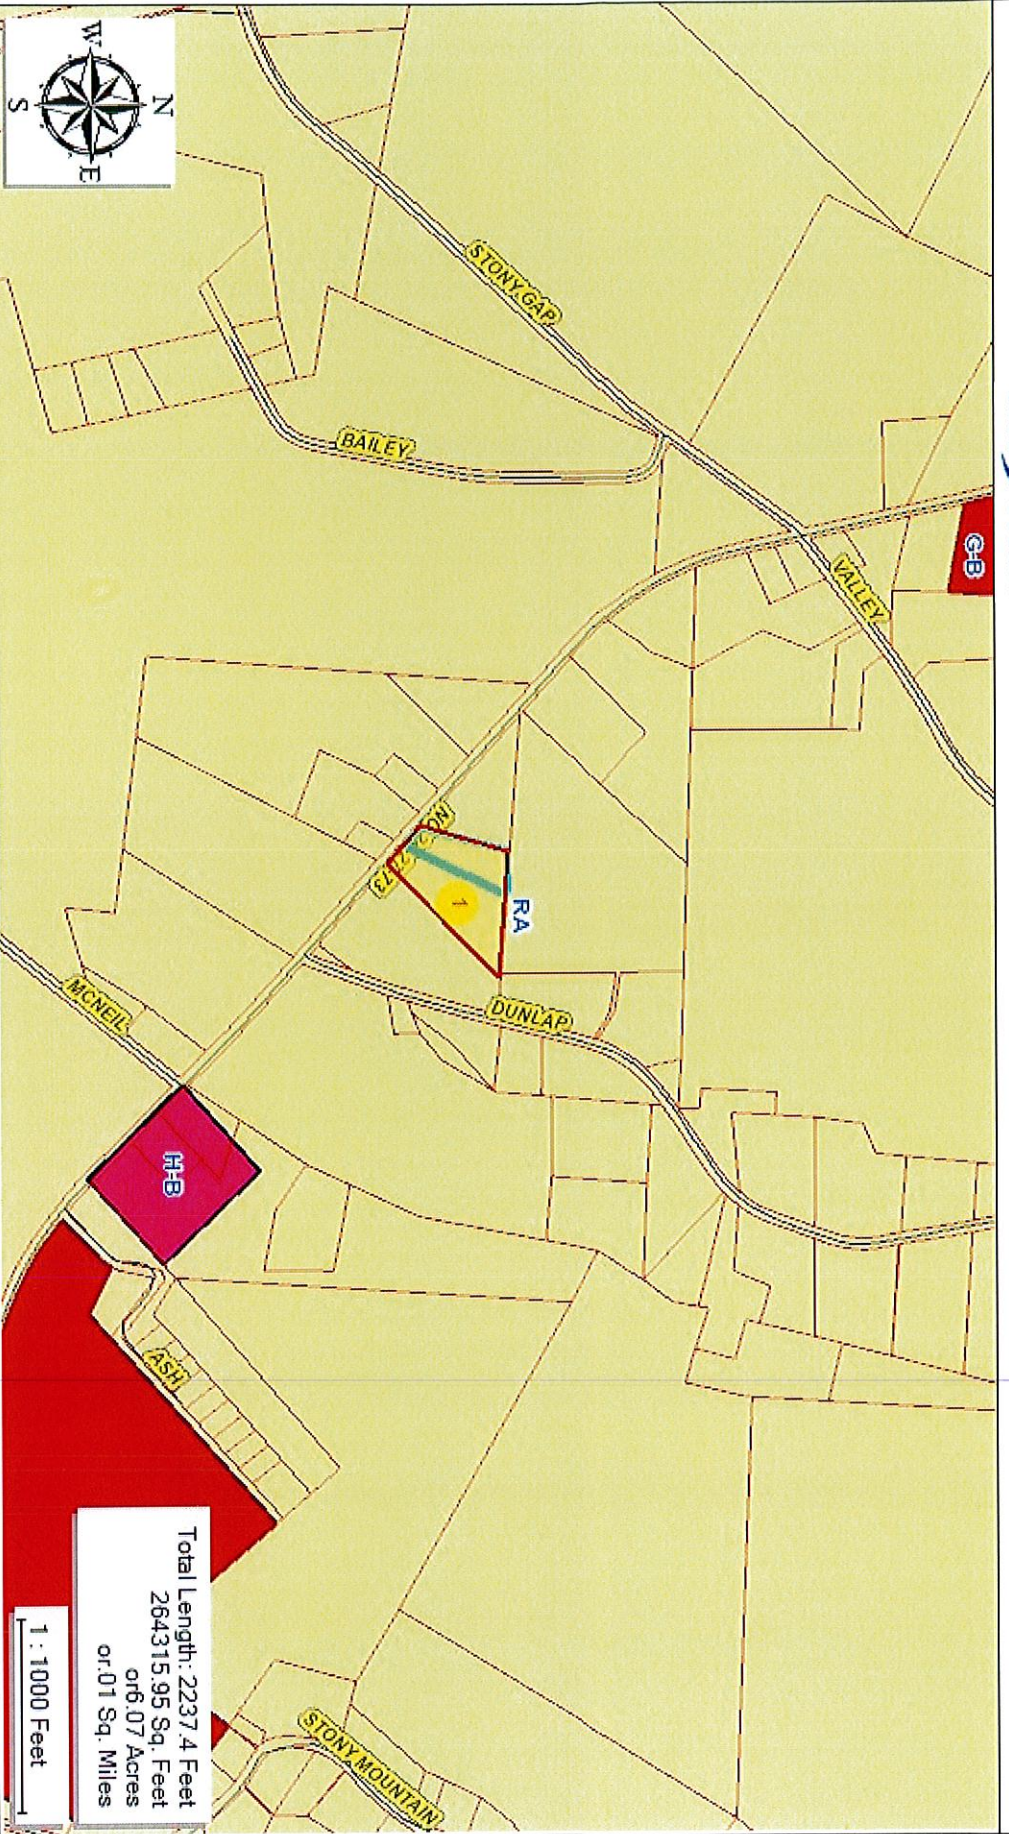 N
W
E
S
G-B
VALLEY
STONY GAP
BAILEY
RA
DUNLAP
1
MCNEIL
H-B
ASH
STONY MOUNTAIN
Total Length: 2237.4 Feet
264315.95 Sq. Feet
or6.07 Acres
or.01 Sq. Miles
1 : 1000 Feet